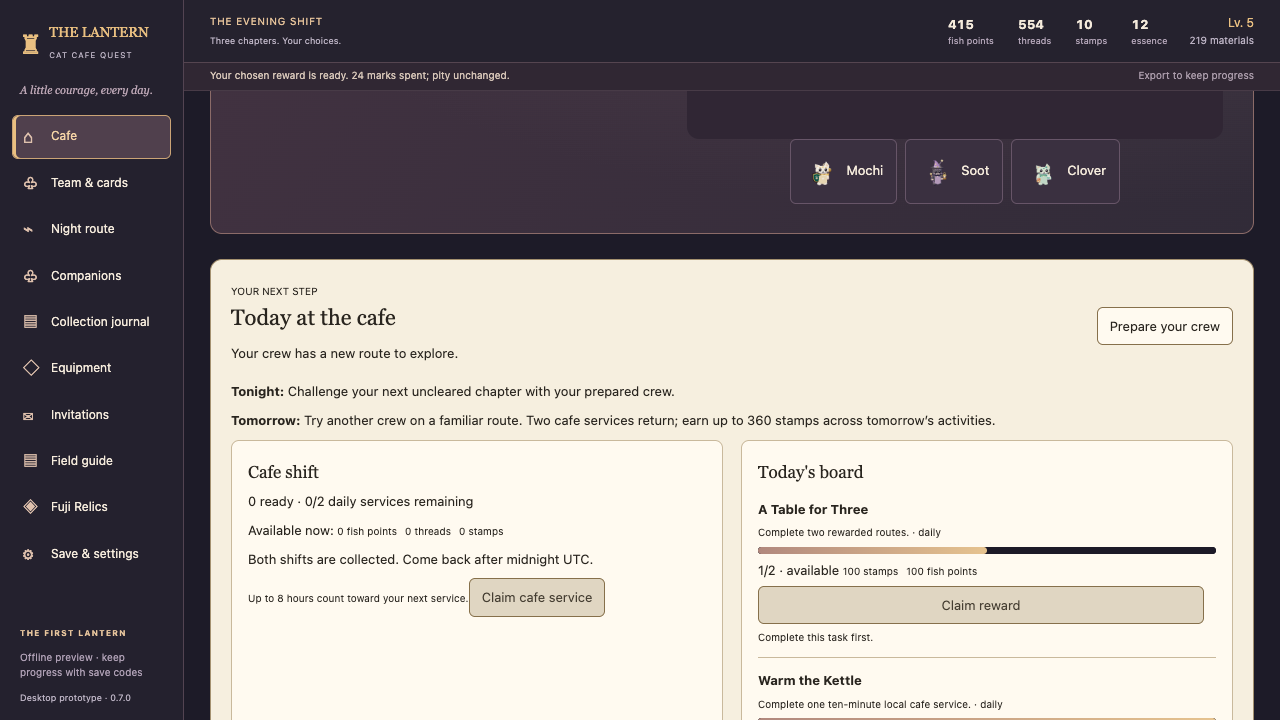 THE LANTERN
CAT CAFE QUEST
A little courage, every day.
Cafe
Team & cards
Night route
Companions
Collection journal
Equipment
Invitations
Field guide
Fuji Relics
Save & settings
THE FIRST LANTERN
Offline preview · keep
progress with save codes
Desktop prototype · 0.7.0
THE EVENING SHIFT
Three chapters. Your choices.
415 fish points
554 threads
10 stamps
12 essence
Lv. 5
219 materials
Your chosen reward is ready. 24 marks spent; pity unchanged.
Export to keep progress
Mochi
Soot
Clover
YOUR NEXT STEP
Today at the cafe
Your crew has a new route to explore.
Prepare your crew
Tonight: Challenge your next uncleared chapter with your prepared crew.
Tomorrow: Try another crew on a familiar route. Two cafe services return; earn up to 360 stamps across tomorrow’s activities.
Cafe shift
0 ready · 0/2 daily services remaining
Available now: 0 fish points 0 threads 0 stamps
Both shifts are collected. Come back after midnight UTC.
Up to 8 hours count toward your next service.
Claim cafe service
Today's board
A Table for Three
Complete two rewarded routes. · daily
1/2 · available 100 stamps 100 fish points
Claim reward
Complete this task first.
Warm the Kettle
Complete one ten-minute local cafe service. · daily